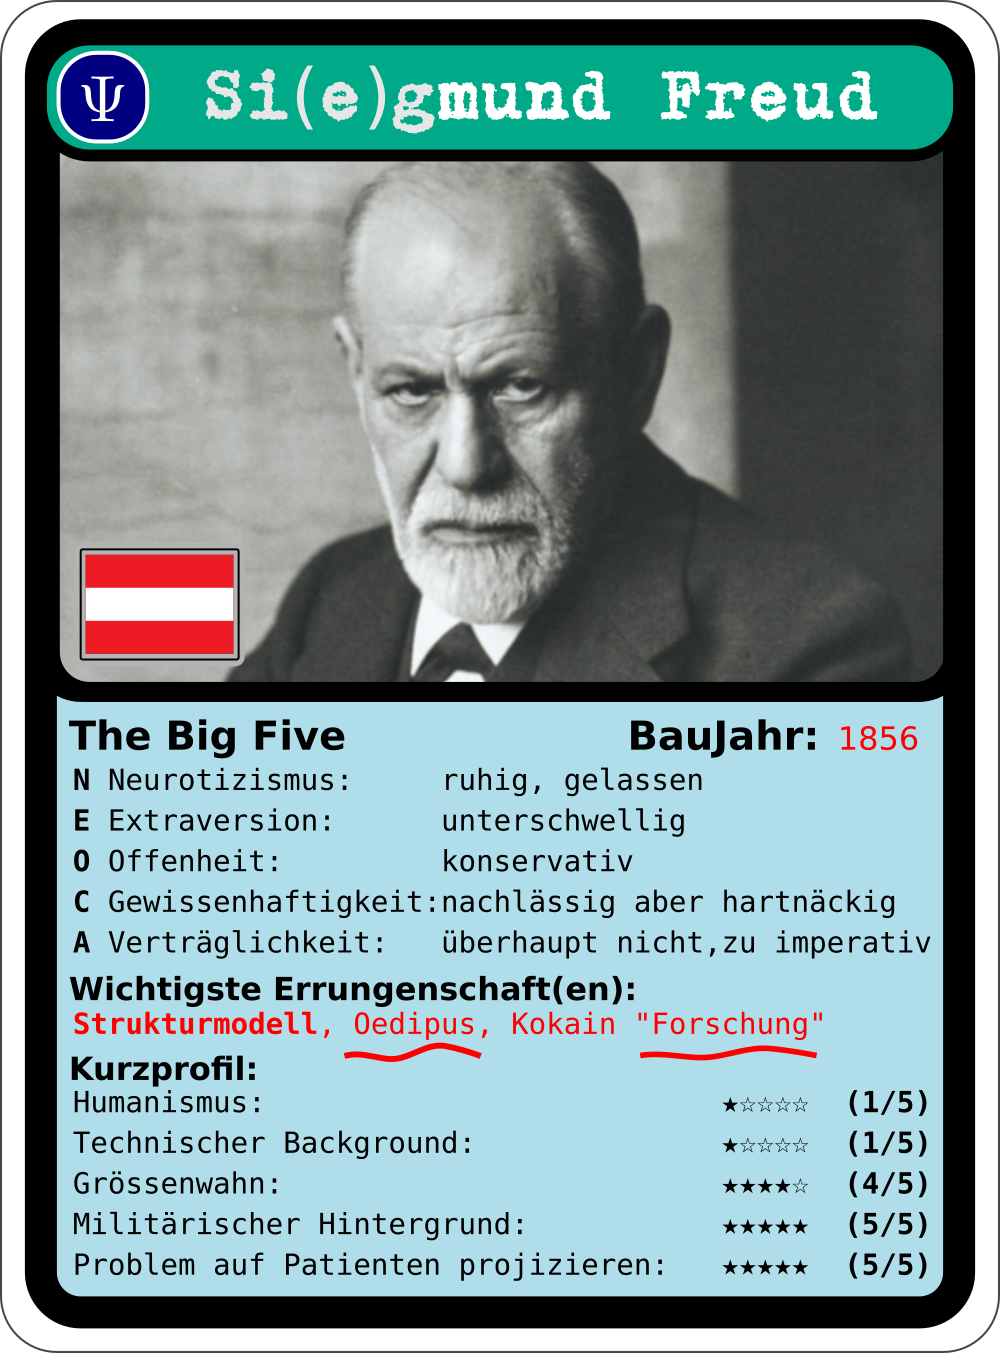 Ψ Si(e)gmund Freud
The Big Five BauJahr: 1856
N Neurotizismus: ruhig, gelassen
E Extraversion: unterschwellig
O Offenheit: konservativ
C Gewissenhaftigkeit: nachlässig aber hartnäckig
A Verträglichkeit: überhaupt nicht,zu imperativ
Wichtigste Errungenschaft(en):
Strukturmodell, Oedipus, Kokain "Forschung"
Kurzprofil:
Humanismus: ★☆☆☆☆ (1/5)
Technischer Background: ★☆☆☆☆ (1/5)
Grössenwahn: ★★★★☆ (4/5)
Militärischer Hintergrund: ★★★★★ (5/5)
Problem auf Patienten projizieren: ★★★★★ (5/5)